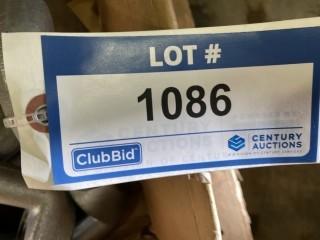 LOT #
1086
ClubBid
CENTURY
AUCTIONS